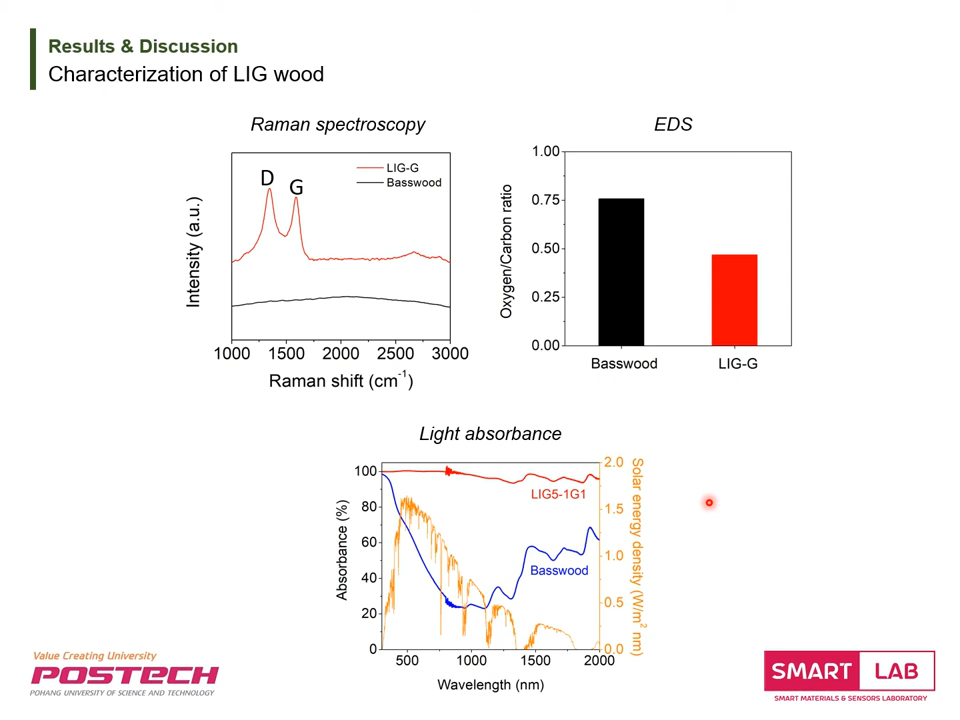 Results & Discussion
Characterization of LIG wood
Raman spectroscopy
D
G
LIG-G
Basswood
Intensity (a.u.)
1000 1500 2000 2500 3000
Raman shift (cm⁻¹)
EDS
1.00
0.75
0.50
0.25
0.00
Oxygen/Carbon ratio
Basswood LIG-G
Light absorbance
100
80
60
40
20
0
Absorbance (%)
LIG5-1G1
Basswood
2.0
1.5
1.0
0.5
0.0
Solar energy density (W/m² nm)
500 1000 1500 2000
Wavelength (nm)
Value Creating University
POSTECH
POHANG UNIVERSITY OF SCIENCE AND TECHNOLOGY
SMART LAB
SMART MATERIALS & SENSORS LABORATORY